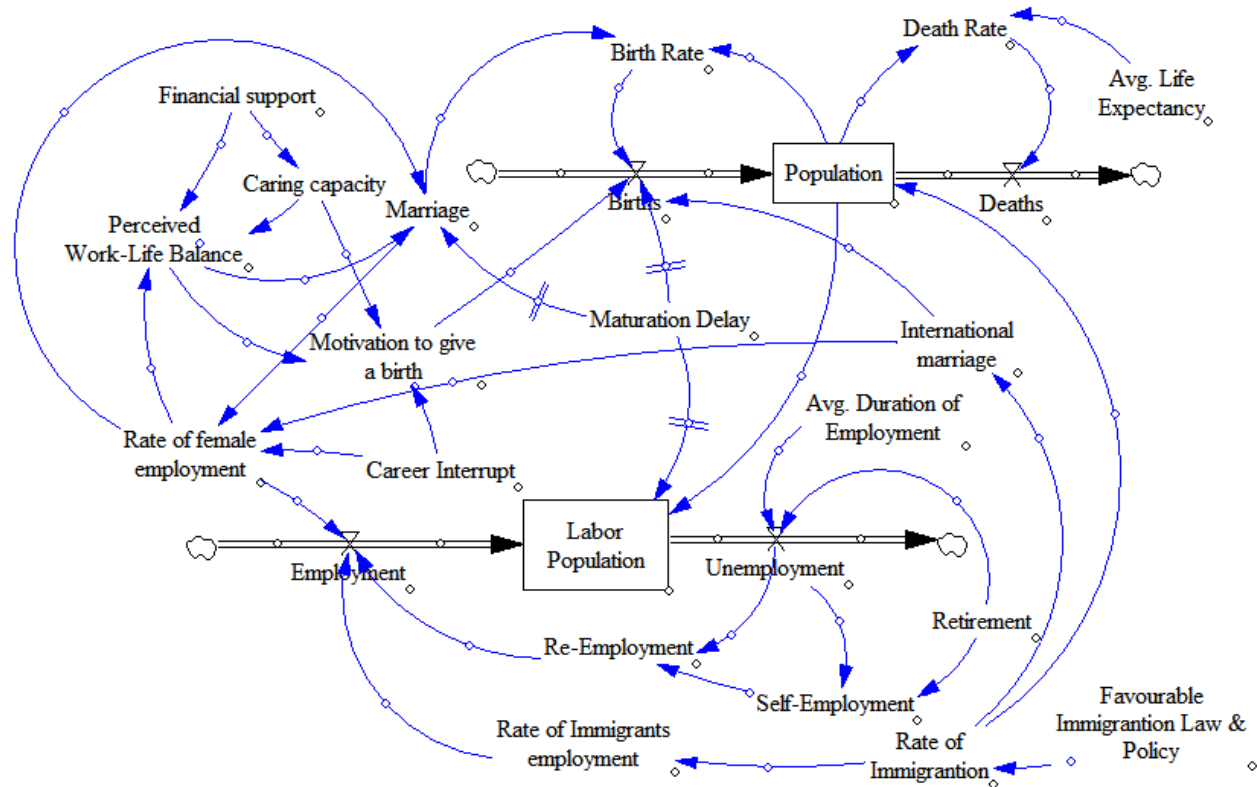 Death Rate
Birth Rate
Avg. Life
Expectancy
Financial support
Caring capacity
Population
Marriage
Births
Deaths
Perceived
Work-Life Balance
Maturation Delay
International
marriage
Motivation to give
a birth
Avg. Duration of
Employment
Rate of female
employment
Career Interrupt
Labor
Population
Employment
Unemployment
Retirement
Re-Employment
Self-Employment
Favourable
Immigrantion Law &
Policy
Rate of Immigrants
employment
Rate of
Immigrantion